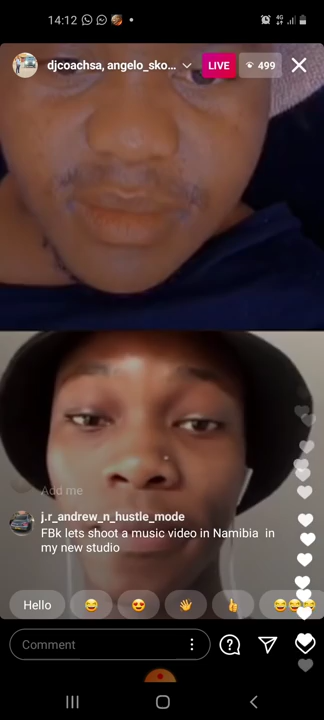 14:12
4G
djcoachsa, angelo_sko...
LIVE
499
Add me
j.r_andrew_n_hustle_mode
FBk lets shoot a music video in Namibia in
my new studio
Hello
Comment